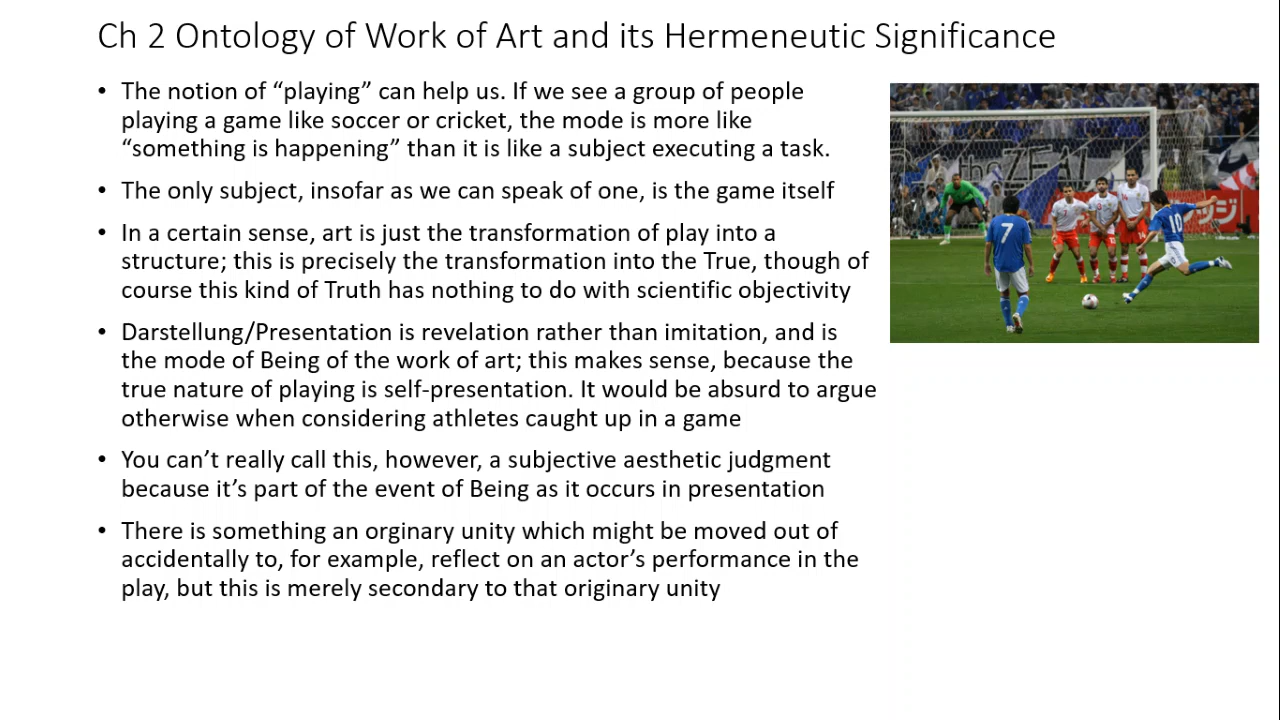 Ch 2 Ontology of Work of Art and its Hermeneutic Significance
• The notion of “playing” can help us. If we see a group of people
playing a game like soccer or cricket, the mode is more like
“something is happening” than it is like a subject executing a task.
• The only subject, insofar as we can speak of one, is the game itself
• In a certain sense, art is just the transformation of play into a
structure; this is precisely the transformation into the True, though of
course this kind of Truth has nothing to do with scientific objectivity
• Darstellung/Presentation is revelation rather than imitation, and is
the mode of Being of the work of art; this makes sense, because the
true nature of playing is self-presentation. It would be absurd to argue
otherwise when considering athletes caught up in a game
• You can’t really call this, however, a subjective aesthetic judgment
because it’s part of the event of Being as it occurs in presentation
• There is something an orginary unity which might be moved out of
accidentally to, for example, reflect on an actor’s performance in the
play, but this is merely secondary to that originary unity
7
10
14